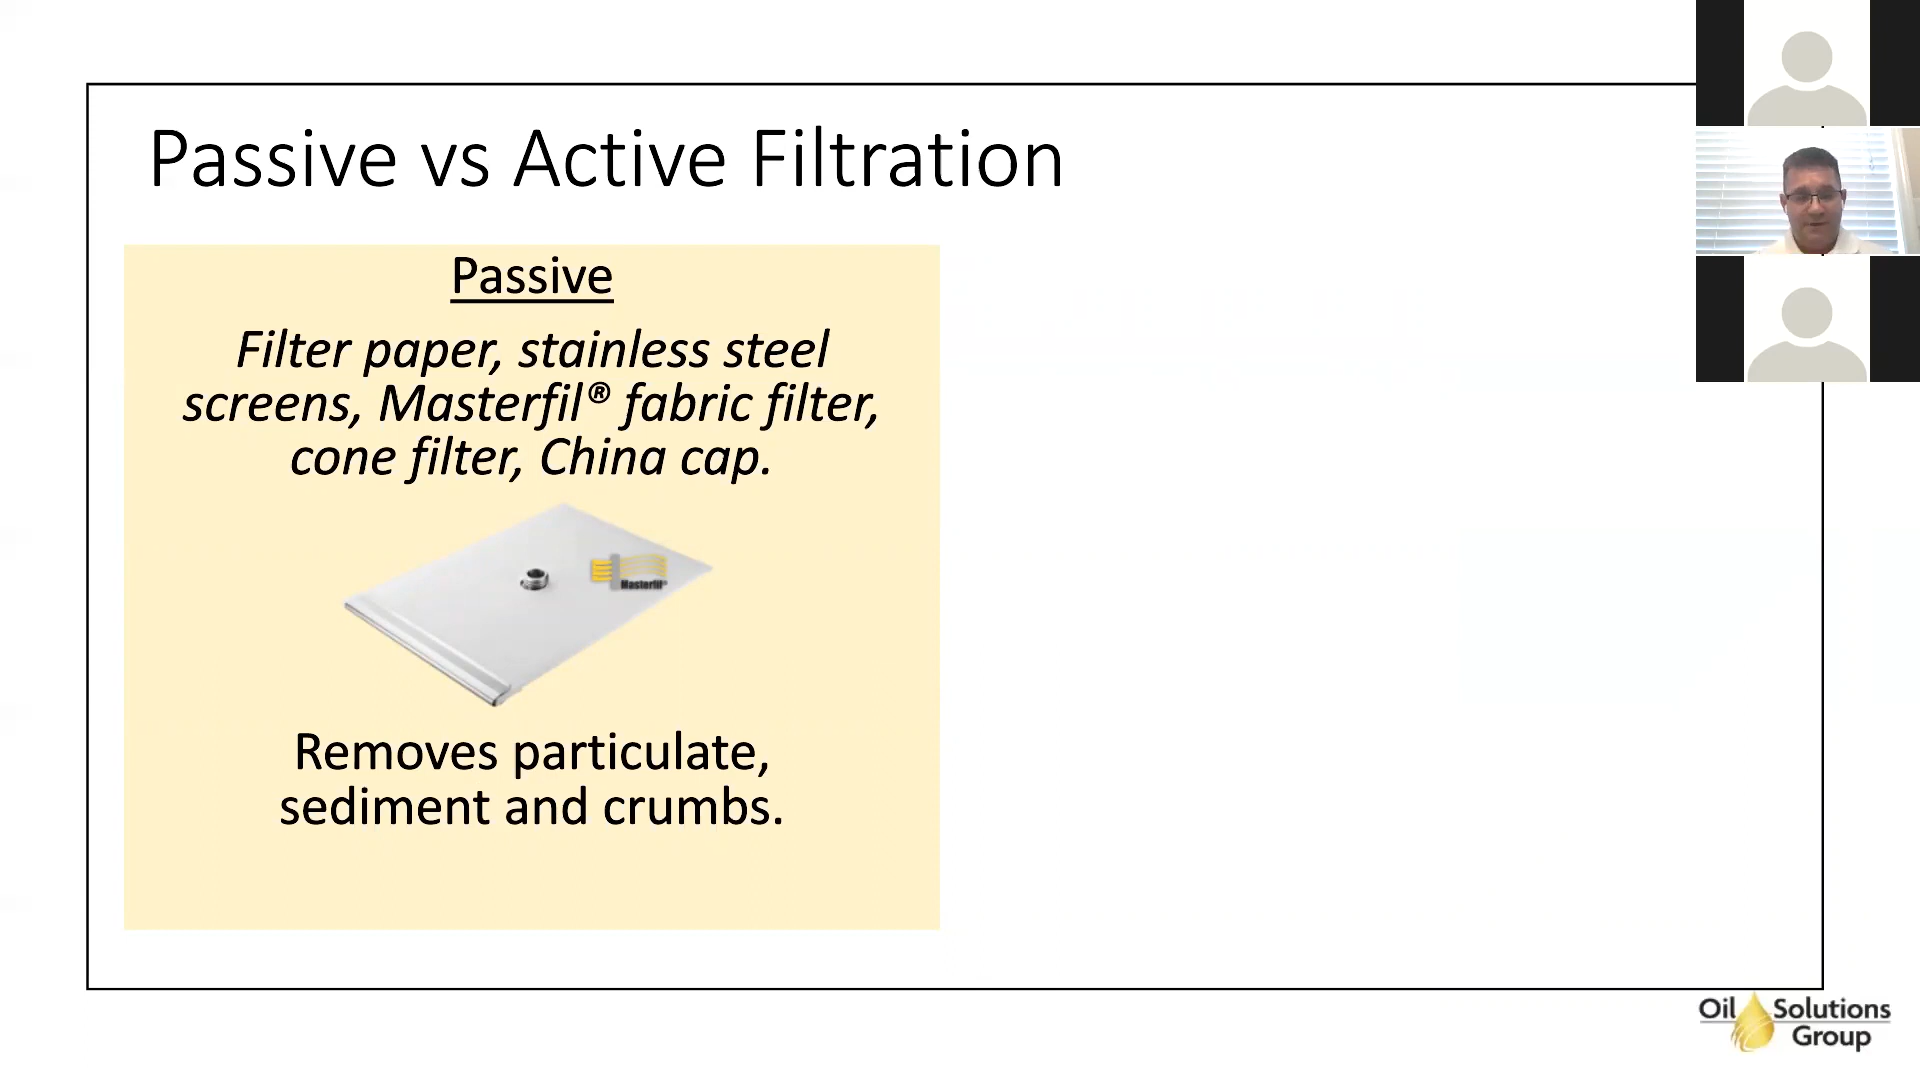 Passive vs Active Filtration
Passive
Filter paper, stainless steel
screens, Masterfil® fabric filter,
cone filter, China cap.
Masterfil®
Removes particulate,
sediment and crumbs.
Oil Solutions
Group